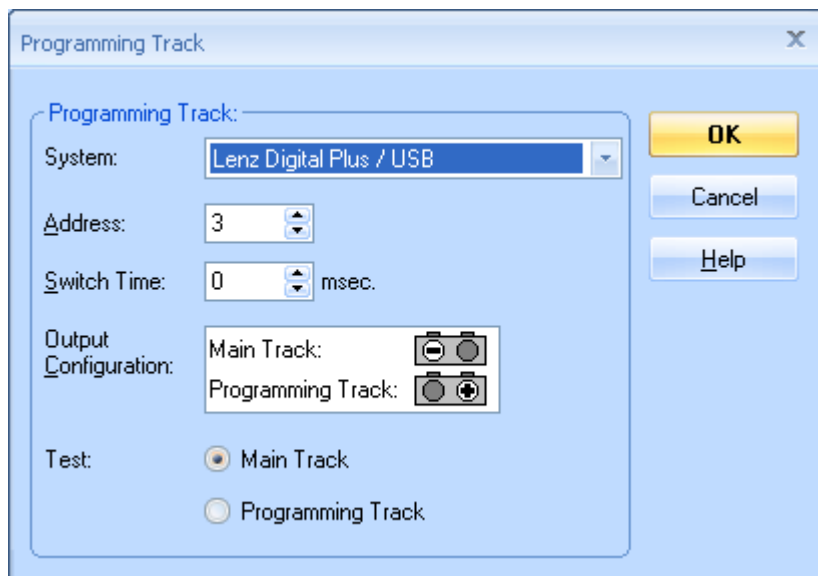 Programming Track
Programming Track:
System: Lenz Digital Plus / USB
OK
Cancel
Address: 3
Help
Switch Time: 0 msec.
Output
Configuration:
Main Track:
Programming Track:
Test: Main Track
Programming Track